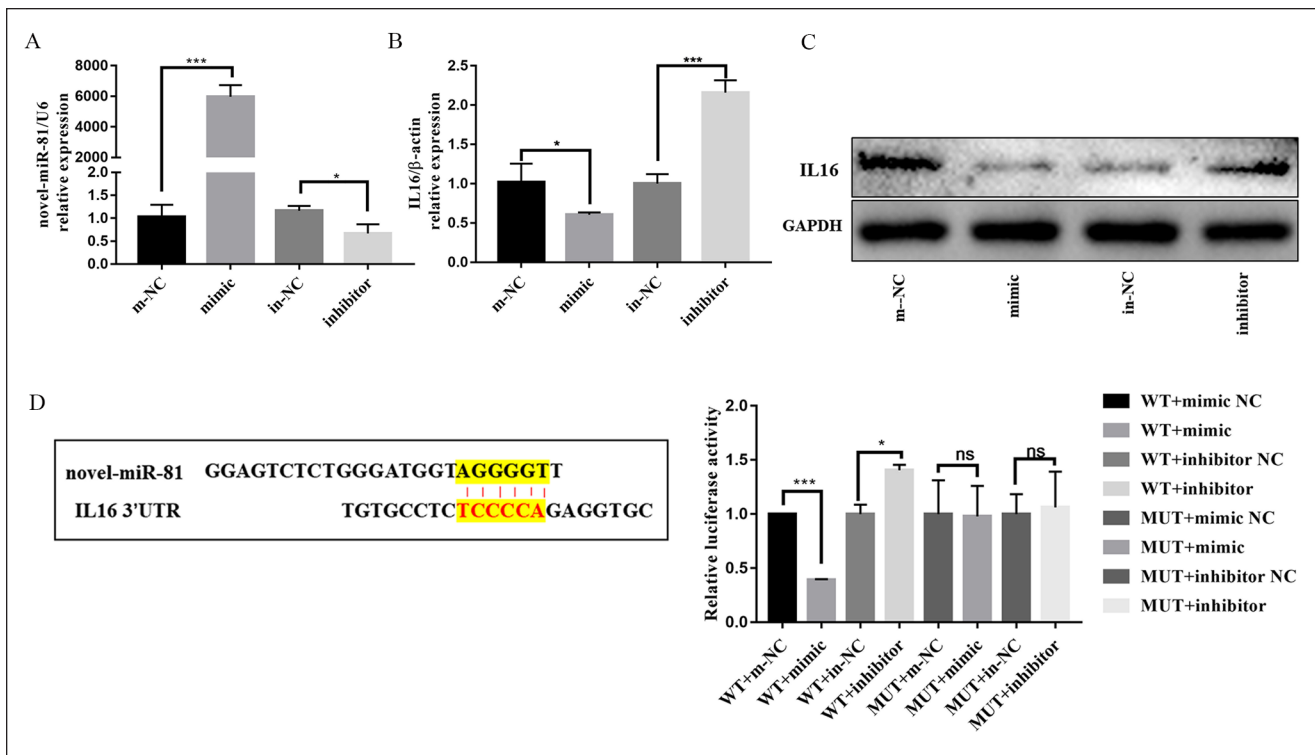 A
novel-miR-81/U6
relative expression
8000
6000
4000
2000
2.0
1.5
1.0
0.5
0.0
***
*
m-NC
mimic
in-NC
inhibitor
B
IL16/β-actin
relative expression
2.5
2.0
1.5
1.0
0.5
0.0
*
***
m-NC
mimic
in-NC
inhibitor
C
IL16
GAPDH
m--NC
mimic
in-NC
inhibitor
D
novel-miR-81 GGAGTCTCTGGGATGGTAGGGGTT
IL16 3'UTR TGTGCCTCTCCCCAGAGGTGC
Relative luciferase activity
2.0
1.5
1.0
0.5
0.0
***
*
ns
ns
WT+m-NC
WT+mimic
WT+in-NC
WT+inhibitor
MUT+m-NC
MUT+mimic
MUT+in-NC
MUT+inhibitor
WT+mimic NC
WT+mimic
WT+inhibitor NC
WT+inhibitor
MUT+mimic NC
MUT+mimic
MUT+inhibitor NC
MUT+inhibitor